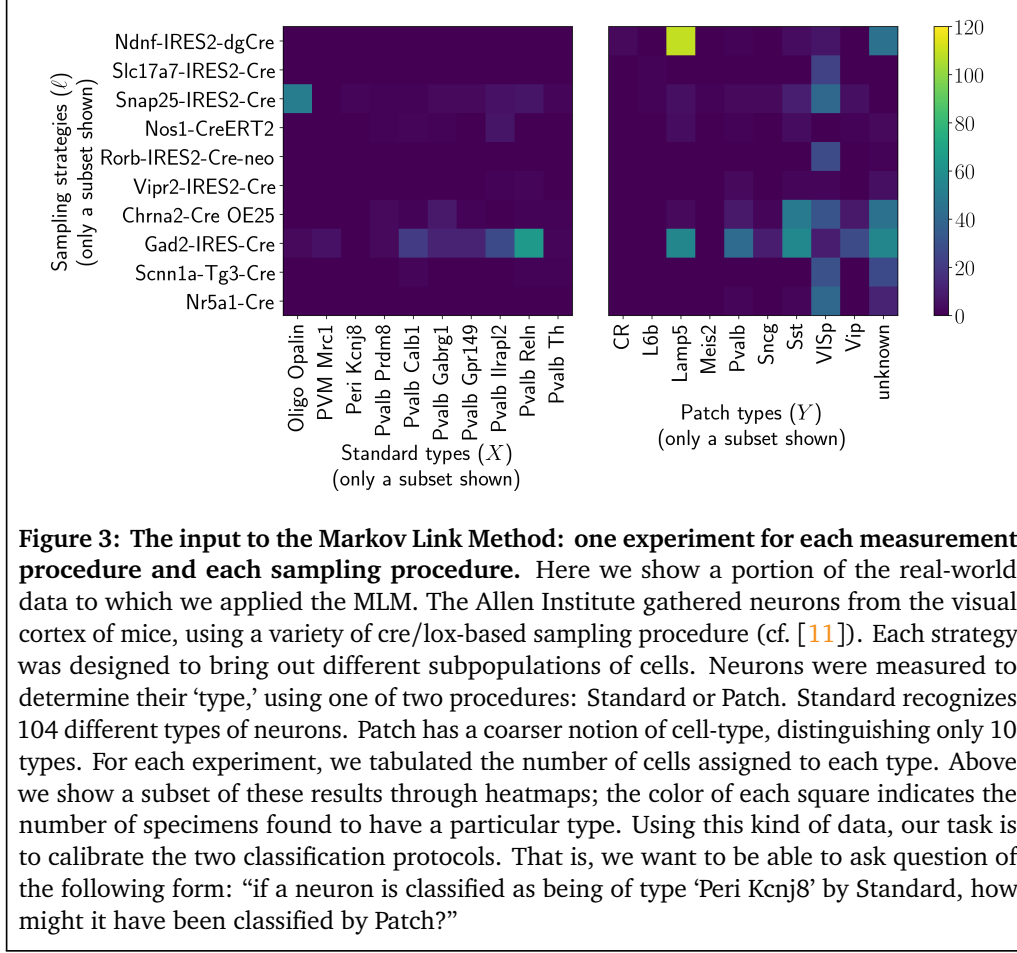 Sampling strategies (ℓ)
(only a subset shown)
Ndnf-IRES2-dgCre
Slc17a7-IRES2-Cre
Snap25-IRES2-Cre
Nos1-CreERT2
Rorb-IRES2-Cre-neo
Vipr2-IRES2-Cre
Chrna2-Cre OE25
Gad2-IRES-Cre
Scnn1a-Tg3-Cre
Nr5a1-Cre
Oligo Opalin
PVM Mrc1
Peri Kcnj8
Pvalb Prdm8
Pvalb Calb1
Pvalb Gabrg1
Pvalb Gpr149
Pvalb Il1rapl2
Pvalb Reln
Pvalb Th
Standard types (X)
(only a subset shown)
CR
L6b
Lamp5
Meis2
Pvalb
Sncg
Sst
VISp
Vip
unknown
Patch types (Y)
(only a subset shown)
120
100
80
60
40
20
0
Figure 3: The input to the Markov Link Method: one experiment for each measurement
procedure and each sampling procedure. Here we show a portion of the real-world
data to which we applied the MLM. The Allen Institute gathered neurons from the visual
cortex of mice, using a variety of cre/lox-based sampling procedure (cf. [11]). Each strategy
was designed to bring out different subpopulations of cells. Neurons were measured to
determine their ‘type,’ using one of two procedures: Standard or Patch. Standard recognizes
104 different types of neurons. Patch has a coarser notion of cell-type, distinguishing only 10
types. For each experiment, we tabulated the number of cells assigned to each type. Above
we show a subset of these results through heatmaps; the color of each square indicates the
number of specimens found to have a particular type. Using this kind of data, our task is
to calibrate the two classification protocols. That is, we want to be able to ask question of
the following form: “if a neuron is classified as being of type ‘Peri Kcnj8’ by Standard, how
might it have been classified by Patch?”